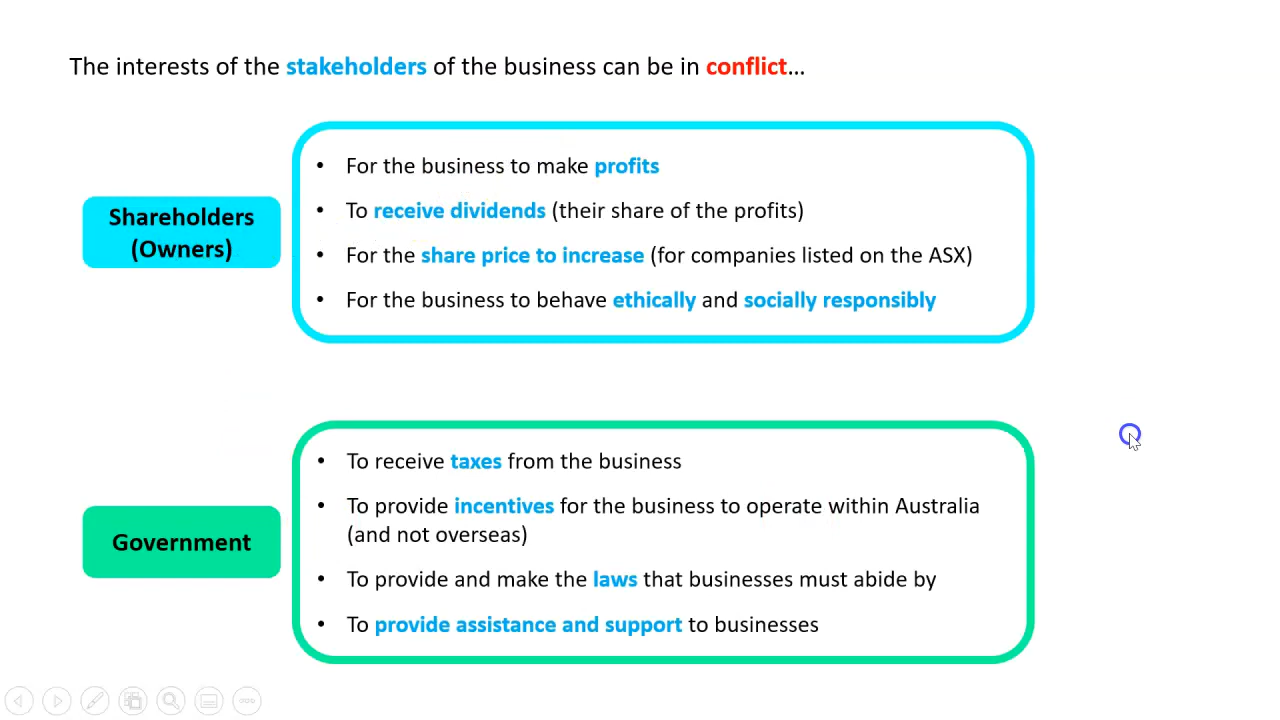 The interests of the stakeholders of the business can be in conflict…
Shareholders
(Owners)
• For the business to make profits
• To receive dividends (their share of the profits)
• For the share price to increase (for companies listed on the ASX)
• For the business to behave ethically and socially responsibly
Government
• To receive taxes from the business
• To provide incentives for the business to operate within Australia
(and not overseas)
• To provide and make the laws that businesses must abide by
• To provide assistance and support to businesses